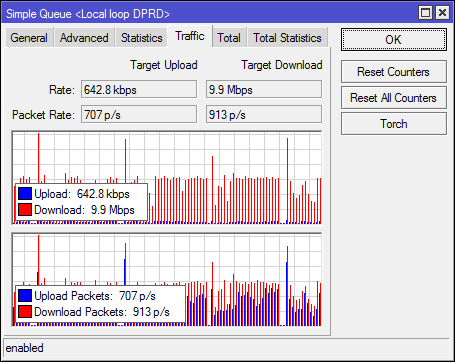 Simple Queue <Local loop DPRD>
General Advanced Statistics Traffic Total Total Statistics
OK
Reset Counters
Reset All Counters
Torch
Target Upload Target Download
Rate: 642.8 kbps 9.9 Mbps
Packet Rate: 707 p/s 913 p/s
Upload: 642.8 kbps
Download: 9.9 Mbps
Upload Packets: 707 p/s
Download Packets: 913 p/s
enabled